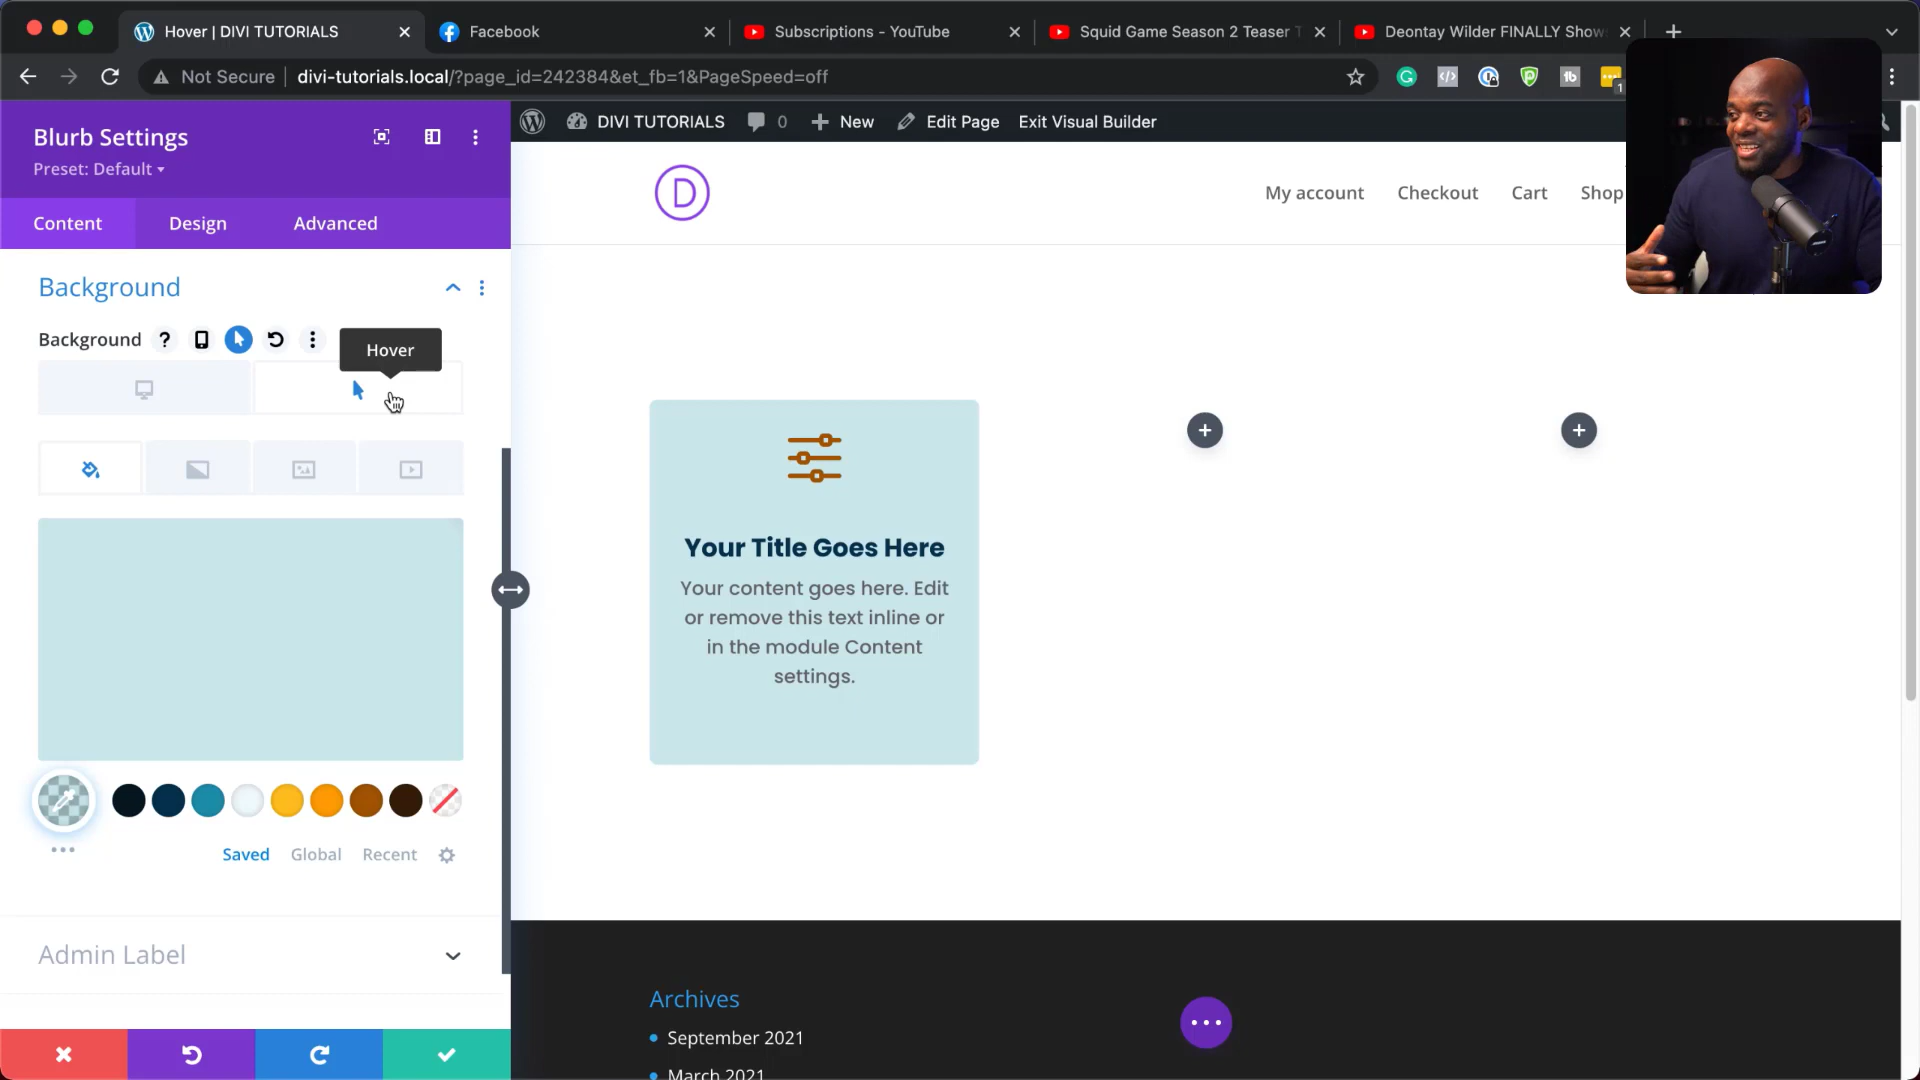 Hover | DIVI TUTORIALS
Facebook
Subscriptions - YouTube
Squid Game Season 2 Teaser T
Deontay Wilder FINALLY Show
Not Secure
divi-tutorials.local/?page_id=242384&et_fb=1&PageSpeed=off
1
Blurb Settings
Preset: Default
DIVI TUTORIALS
0
New
Edit Page
Exit Visual Builder
Content
Design
Advanced
D
My account
Checkout
Cart
Shop
Background
Background
?
Hover
Your Title Goes Here
Your content goes here. Edit
or remove this text inline or
in the module Content
settings.
Saved
Global
Recent
Admin Label
Archives
September 2021
March 2021